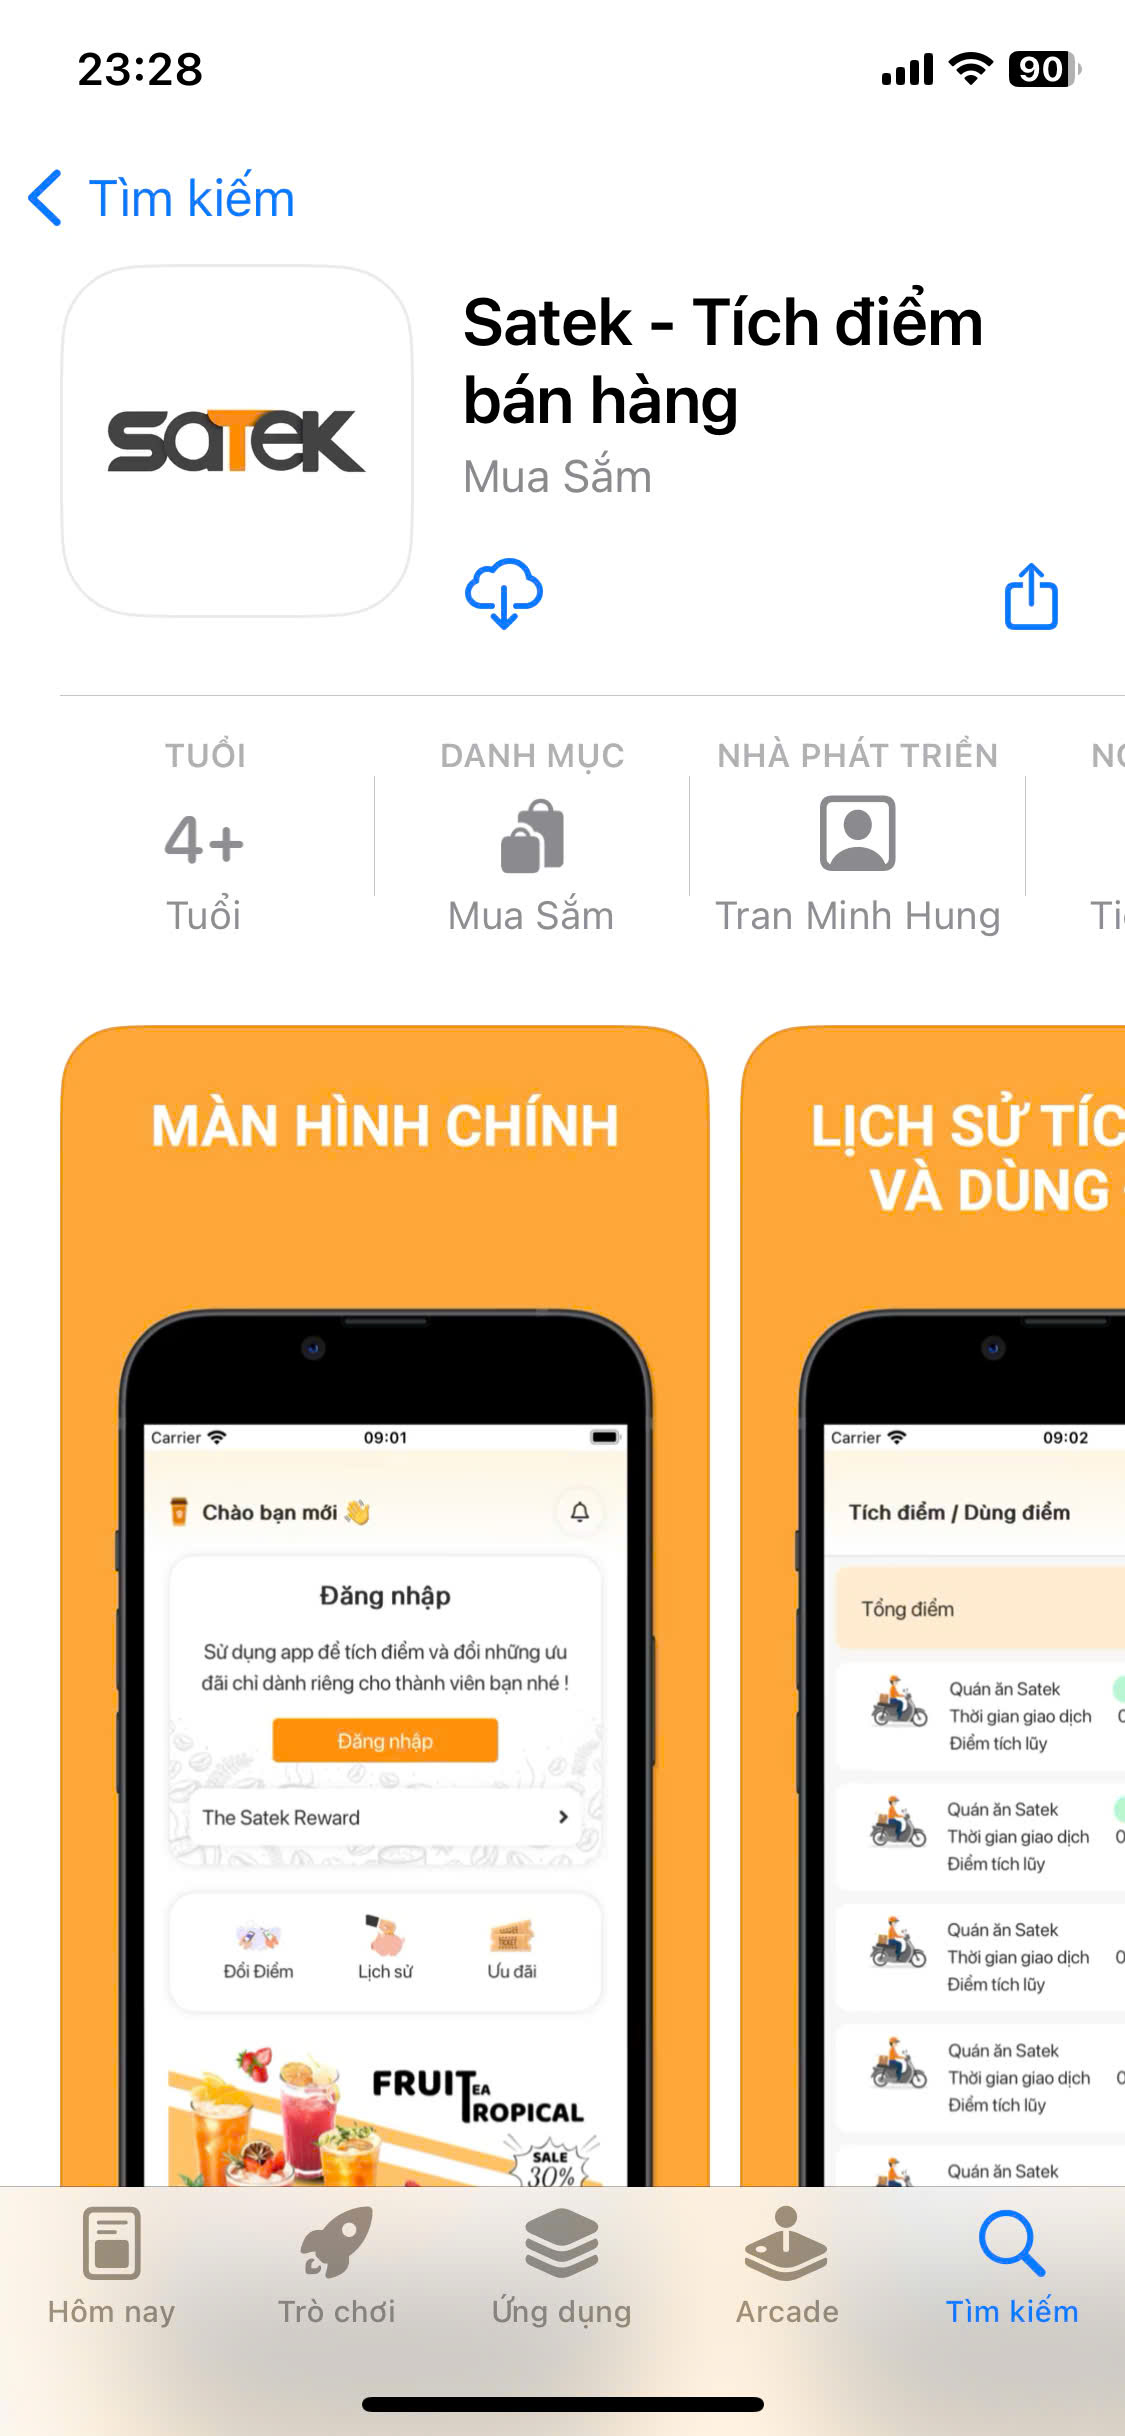 23:28
90
Tìm kiếm
SATEK
Satek - Tích điểm
bán hàng
Mua Sắm
TUỔI
DANH MỤC
NHÀ PHÁT TRIỂN
4+
Tuổi
Mua Sắm
Tran Minh Hung
MÀN HÌNH CHÍNH
Carrier
09:01
Chào bạn mới
Đăng nhập
Sử dụng app để tích điểm và đổi những ưu
đãi chỉ dành riêng cho thành viên bạn nhé !
Đăng nhập
The Satek Reward
Đổi Điểm
Lịch sử
Ưu đãi
FRUIT TEA
TROPICAL
SALE
30%
LỊCH SỬ
VÀ DÙNG
Carrier
09:02
Tích điểm / Dùng điểm
Tổng điểm
Quán ăn Satek
Thời gian giao dịch
Điểm tích lũy
Quán ăn Satek
Thời gian giao dịch
Điểm tích lũy
Quán ăn Satek
Thời gian giao dịch
Điểm tích lũy
Quán ăn Satek
Thời gian giao dịch
Điểm tích lũy
Quán ăn Satek
Hôm nay
Trò chơi
Ứng dụng
Arcade
Tìm kiếm